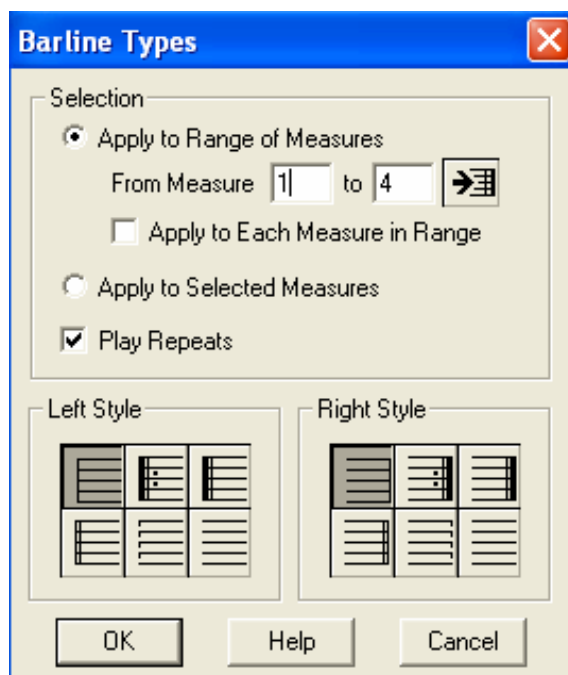 Barline Types
Selection
Apply to Range of Measures
From Measure 1 to 4
Apply to Each Measure in Range
Apply to Selected Measures
Play Repeats
Left Style Right Style
OK Help Cancel